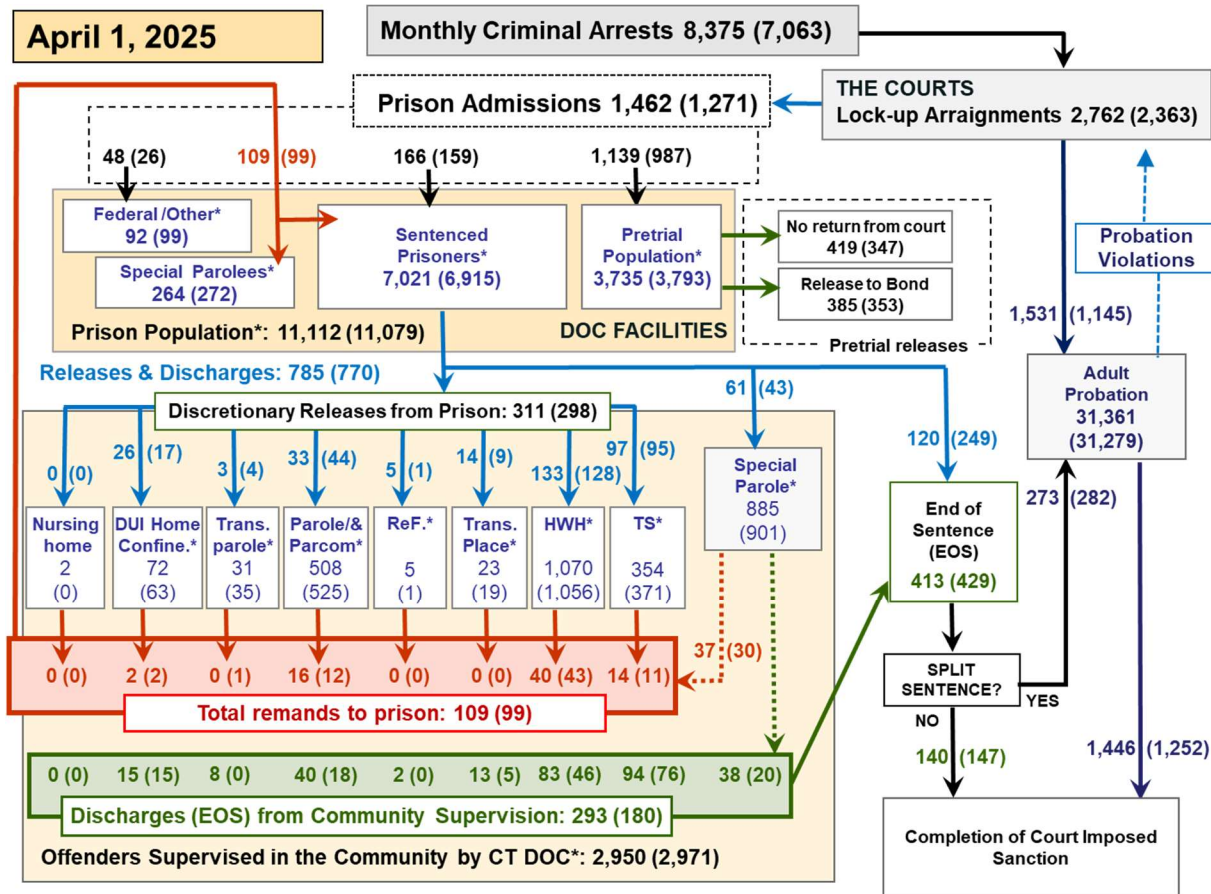 April 1, 2025
Monthly Criminal Arrests 8,375 (7,063)
THE COURTS
Lock-up Arraignments 2,762 (2,363)
Prison Admissions 1,462 (1,271)
48 (26)
109 (99)
166 (159)
1,139 (987)
Federal /Other*
92 (99)
Special Parolees*
264 (272)
Sentenced
Prisoners*
7,021 (6,915)
Pretrial
Population*
3,735 (3,793)
No return from court
419 (347)
Release to Bond
385 (353)
Pretrial releases
Prison Population*: 11,112 (11,079)
DOC FACILITIES
Probation
Violations
1,531 (1,145)
Adult
Probation
31,361
(31,279)
Releases & Discharges: 785 (770)
61 (43)
120 (249)
Discretionary Releases from Prison: 311 (298)
0 (0)
26 (17)
3 (4)
33 (44)
5 (1)
14 (9)
133 (128)
97 (95)
Nursing
home
2
(0)
DUI Home
Confine.*
72
(63)
Trans.
parole*
31
(35)
Parole/&
Parcom*
508
(525)
ReF.*
5
(1)
Trans.
Place*
23
(19)
HWH*
1,070
(1,056)
TS*
354
(371)
Special
Parole*
885
(901)
End of
Sentence
(EOS)
413 (429)
273 (282)
37 (30)
0 (0)
2 (2)
0 (1)
16 (12)
0 (0)
0 (0)
40 (43)
14 (11)
Total remands to prison: 109 (99)
SPLIT
SENTENCE?
YES
NO
140 (147)
1,446 (1,252)
0 (0)
15 (15)
8 (0)
40 (18)
2 (0)
13 (5)
83 (46)
94 (76)
38 (20)
Discharges (EOS) from Community Supervision: 293 (180)
Offenders Supervised in the Community by CT DOC*: 2,950 (2,971)
Completion of Court Imposed
Sanction